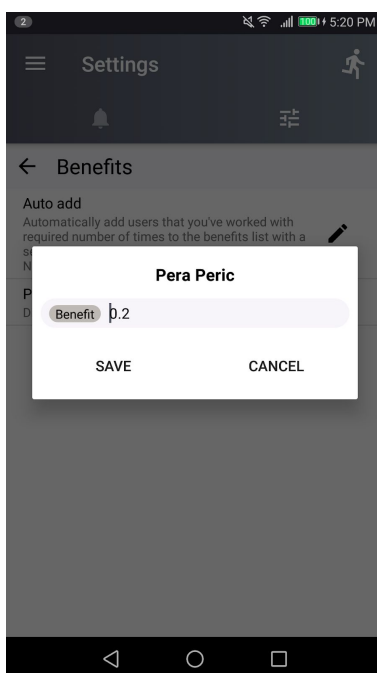 2
100 5:20 PM
Settings
Benefits
Auto add
Automatically add users that you've worked with
required number of times to the benefits list with a
Pera Peric
Benefit 0.2
SAVE CANCEL